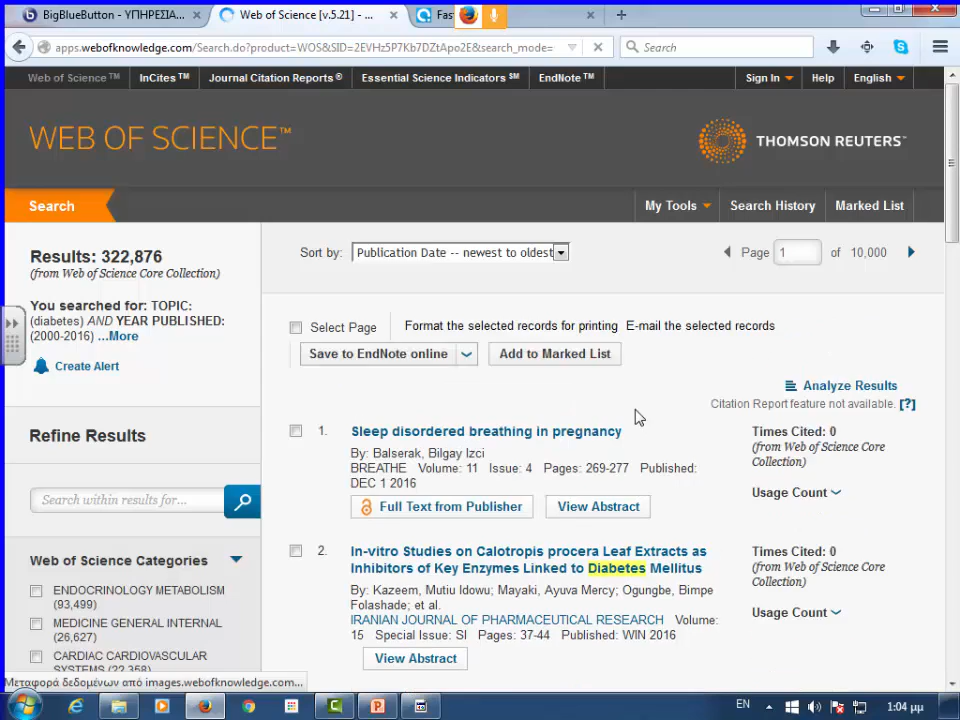 BigBlueButton - ΥΠΗΡΕΣΙΑ...
Web of Science [v.5.21] - ...
Fas
apps.webofknowledge.com/Search.do?product=WOS&SID=2EVHz5P7Kb7DZtApo2E&search_mode=
Search
Web of Science™
InCites™
Journal Citation Reports®
Essential Science Indicators℠
EndNote™
Sign In
Help
English
WEB OF SCIENCE™
THOMSON REUTERS™
Search
My Tools
Search History
Marked List
Results: 322,876
(from Web of Science Core Collection)
You searched for: TOPIC:
(diabetes) AND YEAR PUBLISHED:
(2000-2016) ...More
Create Alert
Sort by: Publication Date -- newest to oldest
Page 1 of 10,000
Select Page
Format the selected records for printing
E-mail the selected records
Save to EndNote online
Add to Marked List
Analyze Results
Citation Report feature not available. [?]
Refine Results
Search within results for...
Web of Science Categories
ENDOCRINOLOGY METABOLISM
(93,499)
MEDICINE GENERAL INTERNAL
(26,627)
CARDIAC CARDIOVASCULAR
SYSTEMS (22,358)
1. Sleep disordered breathing in pregnancy
By: Balserak, Bilgay Izci
BREATHE Volume: 11 Issue: 4 Pages: 269-277 Published:
DEC 1 2016
Full Text from Publisher
View Abstract
Times Cited: 0
(from Web of Science Core
Collection)
Usage Count
2. In-vitro Studies on Calotropis procera Leaf Extracts as
Inhibitors of Key Enzymes Linked to Diabetes Mellitus
By: Kazeem, Mutiu Idowu; Mayaki, Ayuva Mercy; Ogungbe, Bimpe
Folashade; et al.
IRANIAN JOURNAL OF PHARMACEUTICAL RESEARCH Volume:
15 Special Issue: SI Pages: 37-44 Published: WIN 2016
View Abstract
Times Cited: 0
(from Web of Science Core
Collection)
Usage Count
Μεταφορά δεδομένων από images.webofknowledge.com...
EN
1:04 μμ